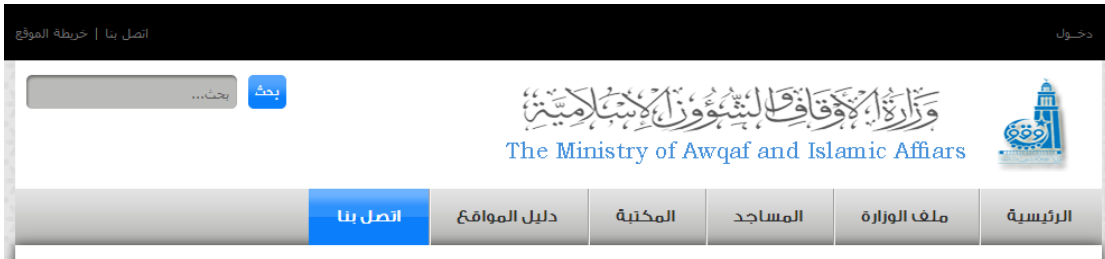 دخـول
اتصل بنا | خريطة الموقع
وزارة الأوقاف والشئوون الإسلامية
The Ministry of Awqaf and Islamic Affiars
بحث
بحث...
الرئيسية
ملف الوزارة
المساجد
المكتبة
دليل المواقع
اتصل بنا